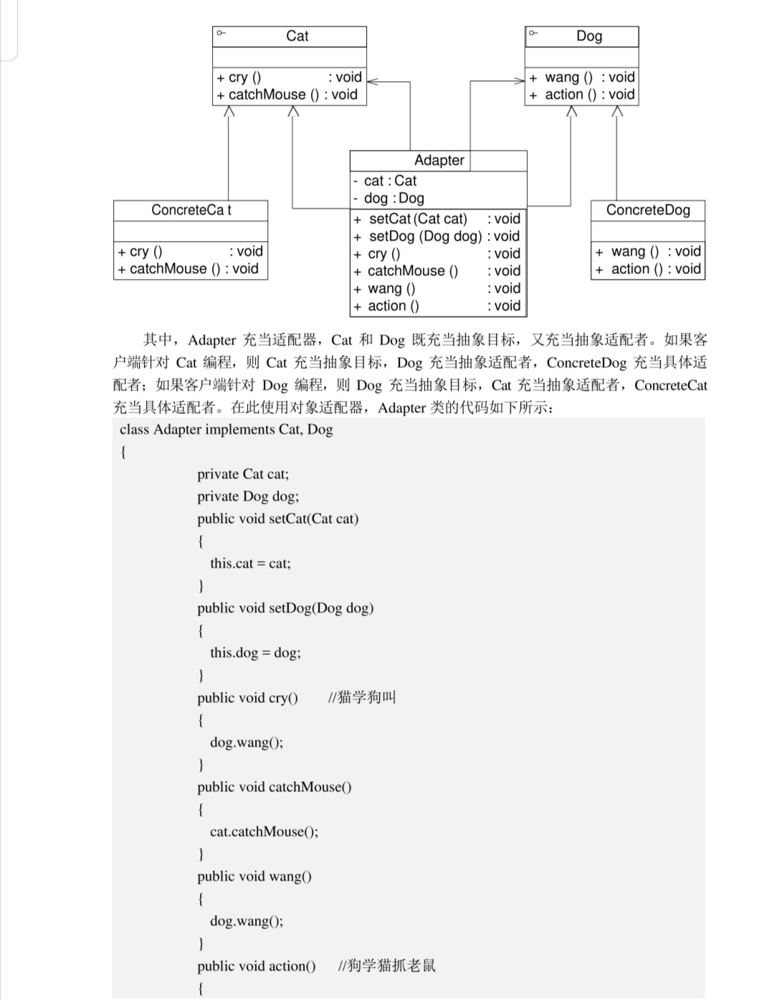 Cat
+ cry () : void
+ catchMouse () : void
Dog
+ wang () : void
+ action () : void
Adapter
- cat : Cat
- dog : Dog
+ setCat (Cat cat) : void
+ setDog (Dog dog) : void
+ cry () : void
+ catchMouse () : void
+ wang () : void
+ action () : void
ConcreteCa t
+ cry () : void
+ catchMouse () : void
ConcreteDog
+ wang () : void
+ action () : void
其中，Adapter 充当适配器，Cat 和 Dog 既充当抽象目标，又充当抽象适配者。如果客
户端针对 Cat 编程，则 Cat 充当抽象目标，Dog 充当抽象适配者，ConcreteDog 充当具体适
配者；如果客户端针对 Dog 编程，则 Dog 充当抽象目标，Cat 充当抽象适配者，ConcreteCat
充当具体适配者。在此使用对象适配器，Adapter 类的代码如下所示：
class Adapter implements Cat, Dog
{
private Cat cat;
private Dog dog;
public void setCat(Cat cat)
{
this.cat = cat;
}
public void setDog(Dog dog)
{
this.dog = dog;
}
public void cry() //猫学狗叫
{
dog.wang();
}
public void catchMouse()
{
cat.catchMouse();
}
public void wang()
{
dog.wang();
}
public void action() //狗学猫抓老鼠
{